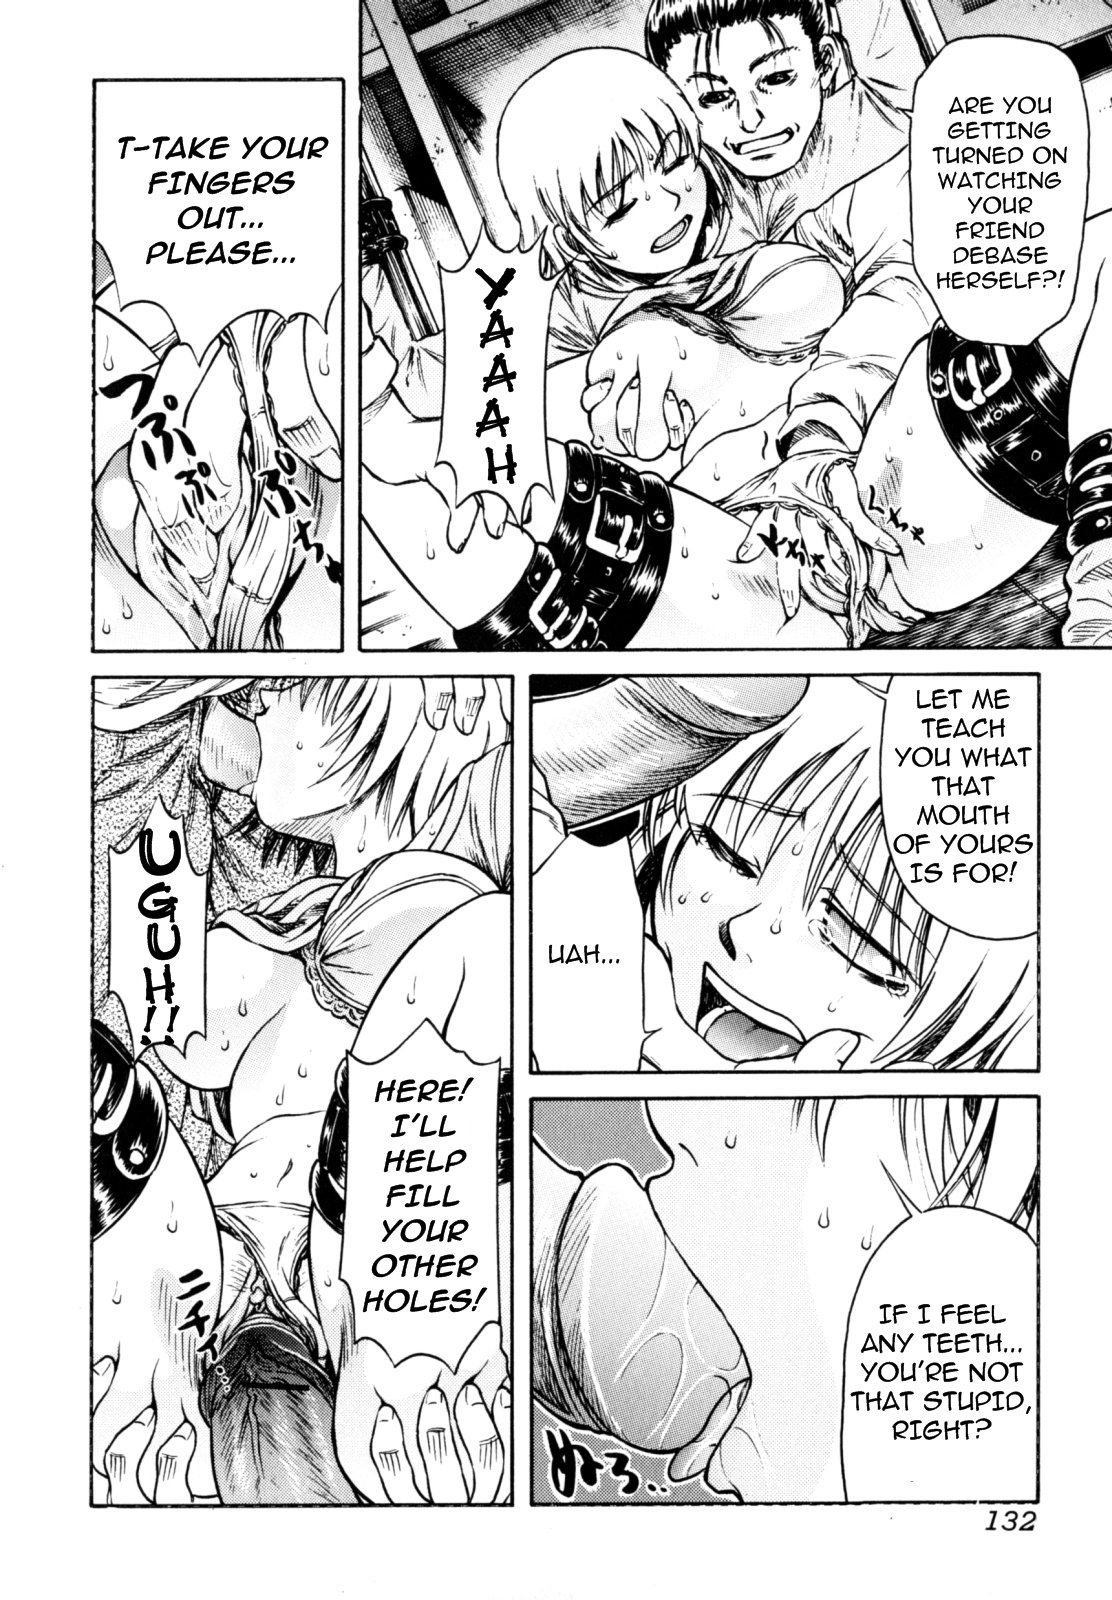 ARE YOU
GETTING
TURNED ON
WATCHING
YOUR
FRIEND
DEBASE
HERSELF?!
YAAAH
T-TAKE YOUR
FINGERS
OUT...
PLEASE...
LET ME
TEACH
YOU WHAT
THAT
MOUTH
OF YOURS
IS FOR!
UAH...
IF I FEEL
ANY TEETH...
YOU'RE NOT
THAT STUPID,
RIGHT?
ぬろ..
UGUH!!
HERE!
I'LL
HELP
FILL
YOUR
OTHER
HOLES!
ニチィ
132